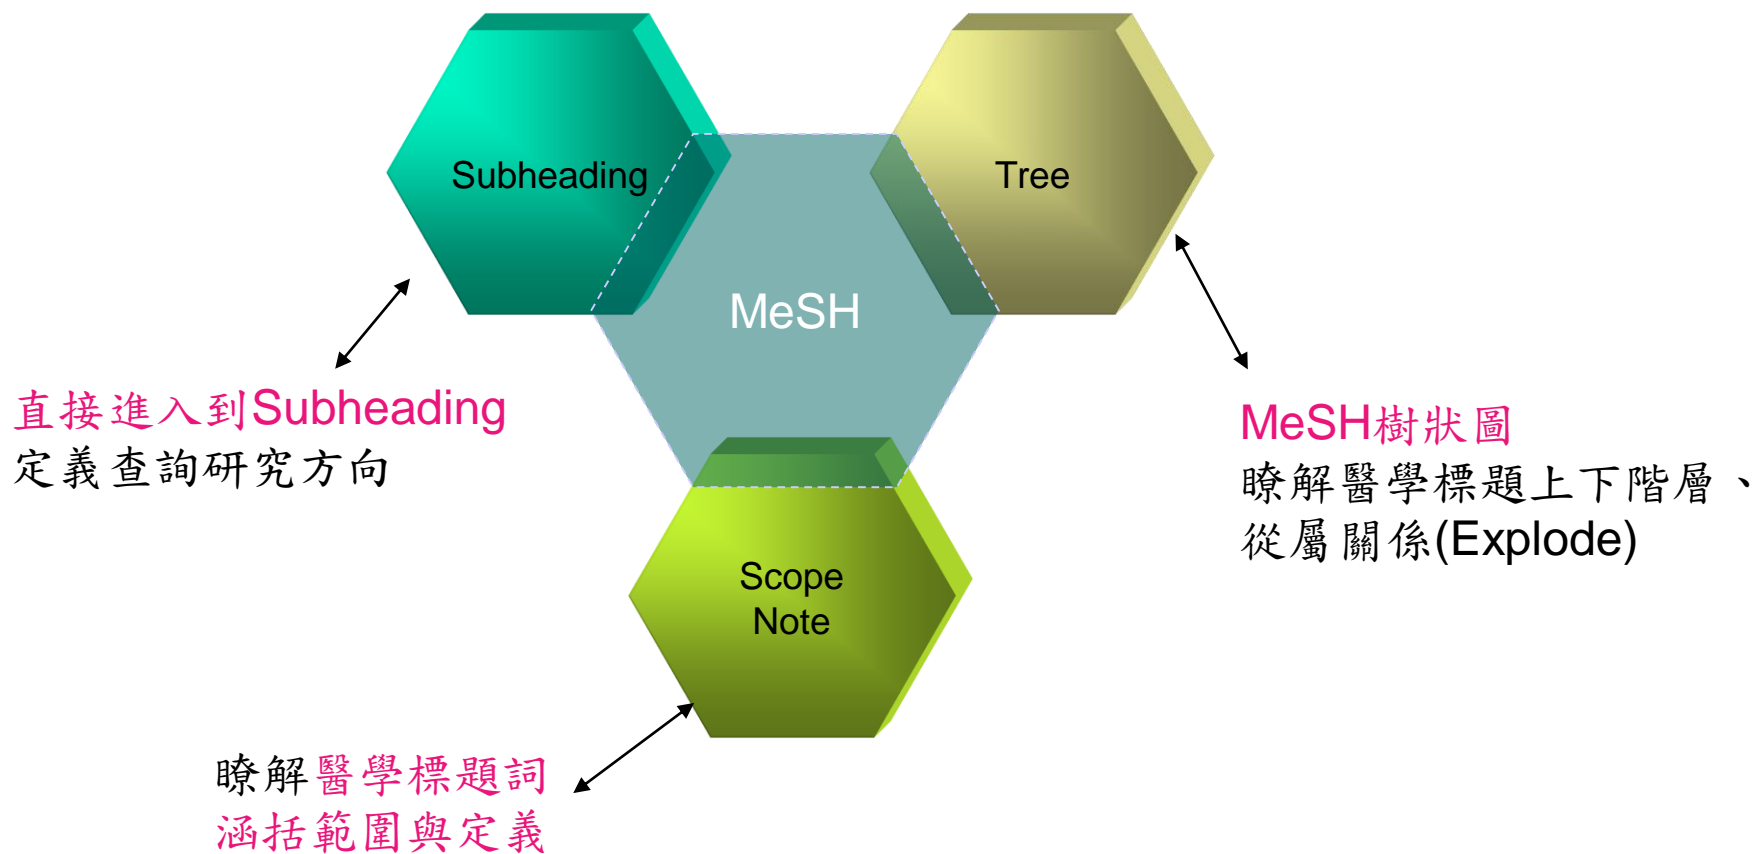 Subheading
Tree
MeSH
直接進入到Subheading
定義查詢研究方向
MeSH樹狀圖
瞭解醫學標題上下階層、
從屬關係(Explode)
Scope
Note
瞭解醫學標題詞
涵括範圍與定義